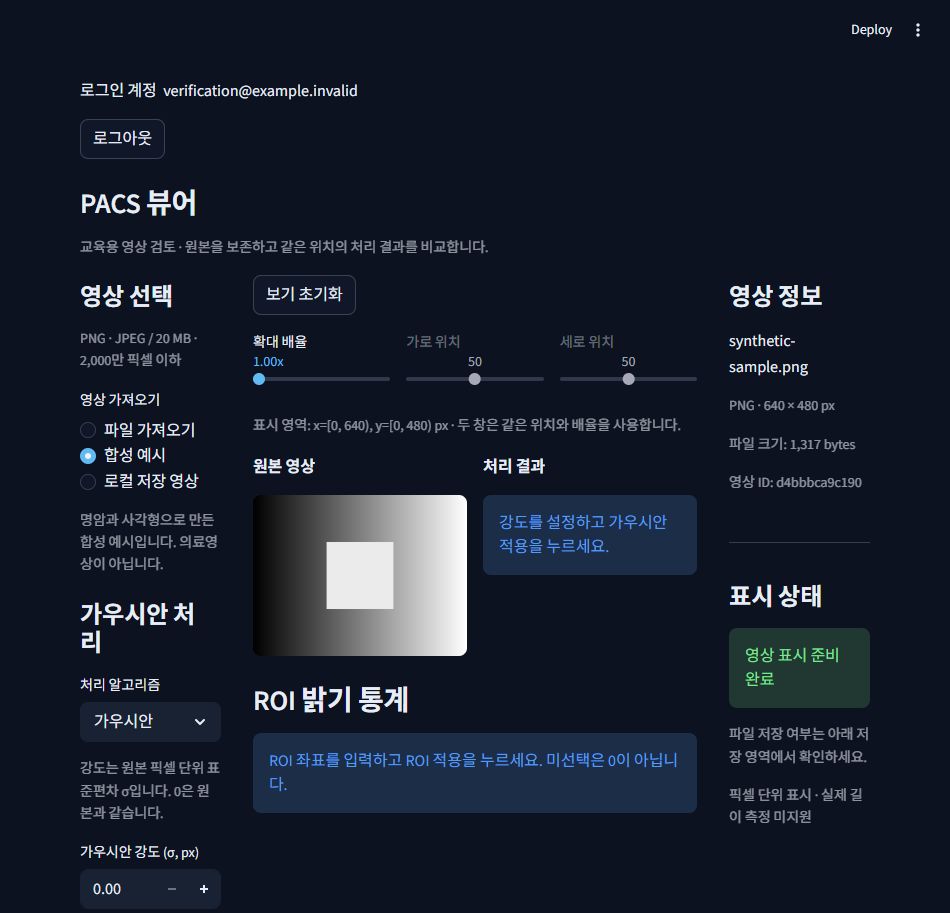 Deploy
로그인 계정 verification@example.invalid
로그아웃
PACS 뷰어
교육용 영상 검토 · 원본을 보존하고 같은 위치의 처리 결과를 비교합니다.
영상 선택
PNG · JPEG / 20 MB ·
2,000만 픽셀 이하
영상 가져오기
파일 가져오기
합성 예시
로컬 저장 영상
명암과 사각형으로 만든
합성 예시입니다. 의료영
상이 아닙니다.
가우시안 처
리
처리 알고리즘
가우시안
강도는 원본 픽셀 단위 표
준편차 σ입니다. 0은 원
본과 같습니다.
가우시안 강도 (σ, px)
0.00
보기 초기화
확대 배율
1.00x
가로 위치
50
세로 위치
50
표시 영역: x=[0, 640), y=[0, 480) px · 두 창은 같은 위치와 배율을 사용합니다.
원본 영상
처리 결과
강도를 설정하고 가우시안
적용을 누르세요.
ROI 밝기 통계
ROI 좌표를 입력하고 ROI 적용을 누르세요. 미선택은 0이 아닙니
다.
영상 정보
synthetic-
sample.png
PNG · 640 × 480 px
파일 크기: 1,317 bytes
영상 ID: d4bbbca9c190
표시 상태
영상 표시 준비
완료
파일 저장 여부는 아래 저
장 영역에서 확인하세요.
픽셀 단위 표시 · 실제 길
이 측정 미지원